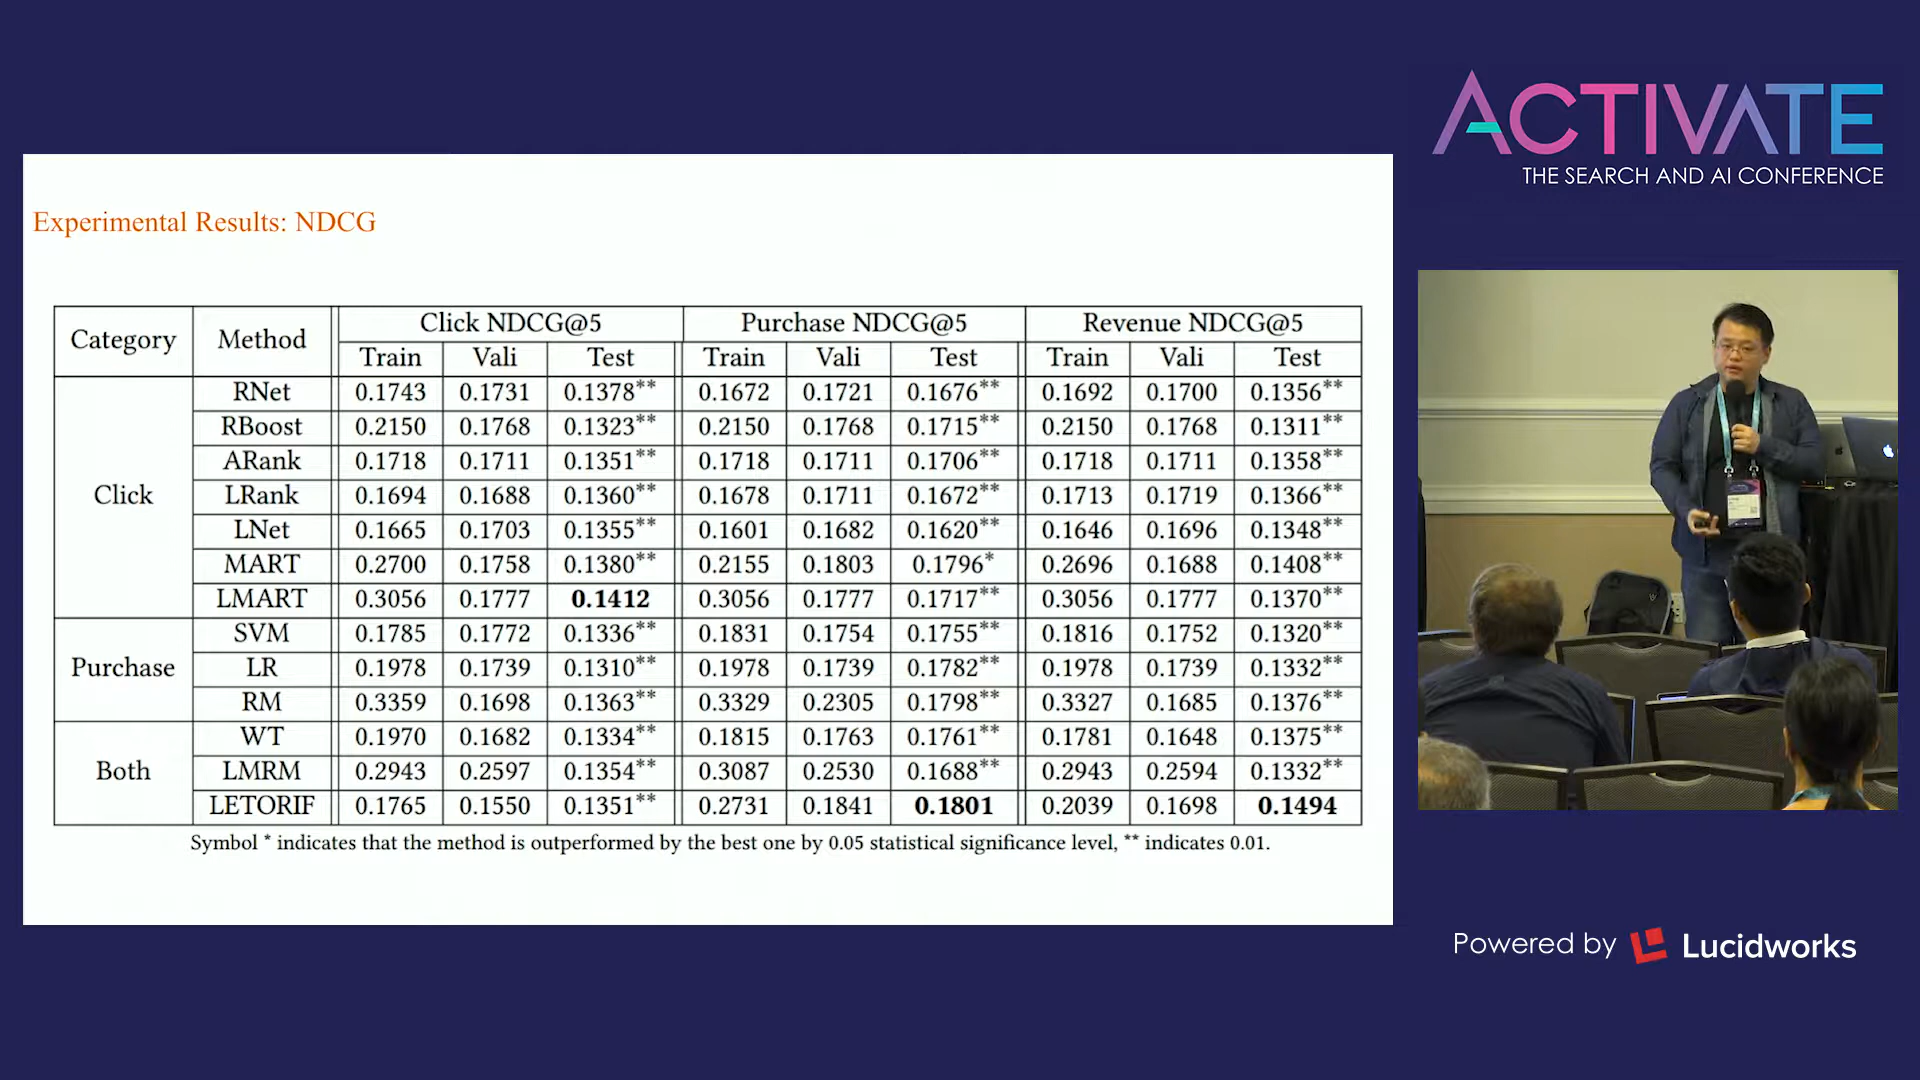 ACTIVATE
THE SEARCH AND AI CONFERENCE
Experimental Results: NDCG
Category Method Click NDCG@5 Purchase NDCG@5 Revenue NDCG@5
Train Vali Test Train Vali Test Train Vali Test
Click
RNet 0.1743 0.1731 0.1378** 0.1672 0.1721 0.1676** 0.1692 0.1700 0.1356**
RBoost 0.2150 0.1768 0.1323** 0.2150 0.1768 0.1715** 0.2150 0.1768 0.1311**
ARank 0.1718 0.1711 0.1351** 0.1718 0.1711 0.1706** 0.1718 0.1711 0.1358**
LRank 0.1694 0.1688 0.1360** 0.1678 0.1711 0.1672** 0.1713 0.1719 0.1366**
LNet 0.1665 0.1703 0.1355** 0.1601 0.1682 0.1620** 0.1646 0.1696 0.1348**
MART 0.2700 0.1758 0.1380** 0.2155 0.1803 0.1796* 0.2696 0.1688 0.1408**
LMART 0.3056 0.1777 0.1412 0.3056 0.1777 0.1717** 0.3056 0.1777 0.1370**
Purchase
SVM 0.1785 0.1772 0.1336** 0.1831 0.1754 0.1755** 0.1816 0.1752 0.1320**
LR 0.1978 0.1739 0.1310** 0.1978 0.1739 0.1782** 0.1978 0.1739 0.1332**
RM 0.3359 0.1698 0.1363** 0.3329 0.2305 0.1798** 0.3327 0.1685 0.1376**
Both
WT 0.1970 0.1682 0.1334** 0.1815 0.1763 0.1761** 0.1781 0.1648 0.1375**
LMRM 0.2943 0.2597 0.1354** 0.3087 0.2530 0.1688** 0.2943 0.2594 0.1332**
LETORIF 0.1765 0.1550 0.1351** 0.2731 0.1841 0.1801 0.2039 0.1698 0.1494
Symbol * indicates that the method is outperformed by the best one by 0.05 statistical significance level, ** indicates 0.01.
Powered by Lucidworks